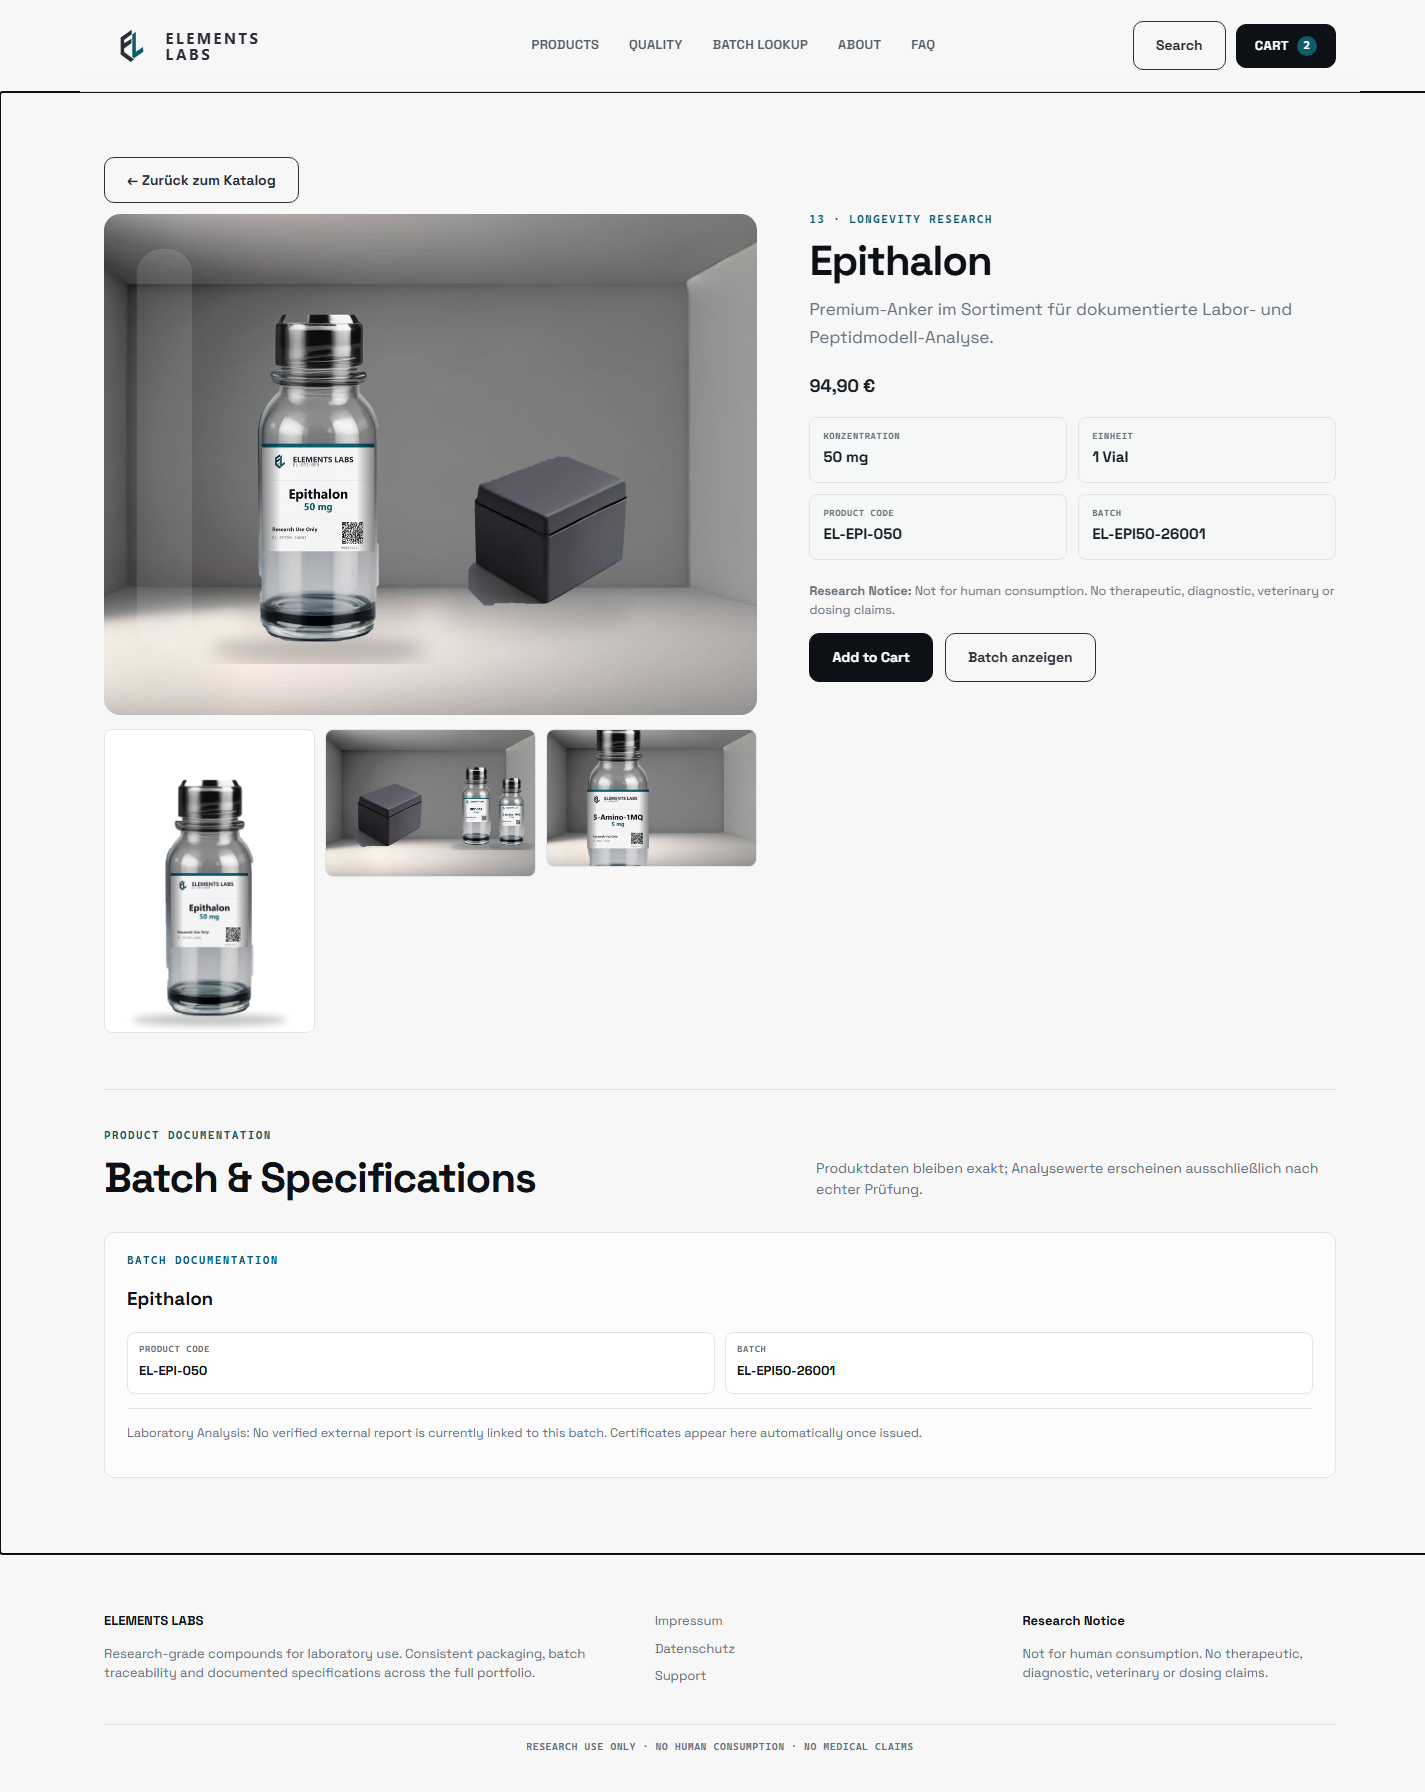 ELEMENTS
LABS
PRODUCTS
QUALITY
BATCH LOOKUP
ABOUT
FAQ
Search
CART 2
← Zurück zum Katalog
ELEMENTS LABS
Epithalon
50 mg
Research Use Only
13 · LONGEVITY RESEARCH
Epithalon
Premium-Anker im Sortiment für dokumentierte Labor- und
Peptidmodell-Analyse.
94,90 €
KONZENTRATION
50 mg
EINHEIT
1 Vial
PRODUCT CODE
EL-EPI-050
BATCH
EL-EPI50-26001
Research Notice: Not for human consumption. No therapeutic, diagnostic, veterinary or
dosing claims.
Add to Cart
Batch anzeigen
ELEMENTS LABS
Epithalon
50 mg
Research Use Only
ELEMENTS LABS
5-Amino-1MQ
5 mg
PRODUCT DOCUMENTATION
Batch & Specifications
Produktdaten bleiben exakt; Analysewerte erscheinen ausschließlich nach
echter Prüfung.
BATCH DOCUMENTATION
Epithalon
PRODUCT CODE
EL-EPI-050
BATCH
EL-EPI50-26001
Laboratory Analysis: No verified external report is currently linked to this batch. Certificates appear here automatically once issued.
ELEMENTS LABS
Research-grade compounds for laboratory use. Consistent packaging, batch
traceability and documented specifications across the full portfolio.
Impressum
Datenschutz
Support
Research Notice
Not for human consumption. No therapeutic,
diagnostic, veterinary or dosing claims.
RESEARCH USE ONLY · NO HUMAN CONSUMPTION · NO MEDICAL CLAIMS